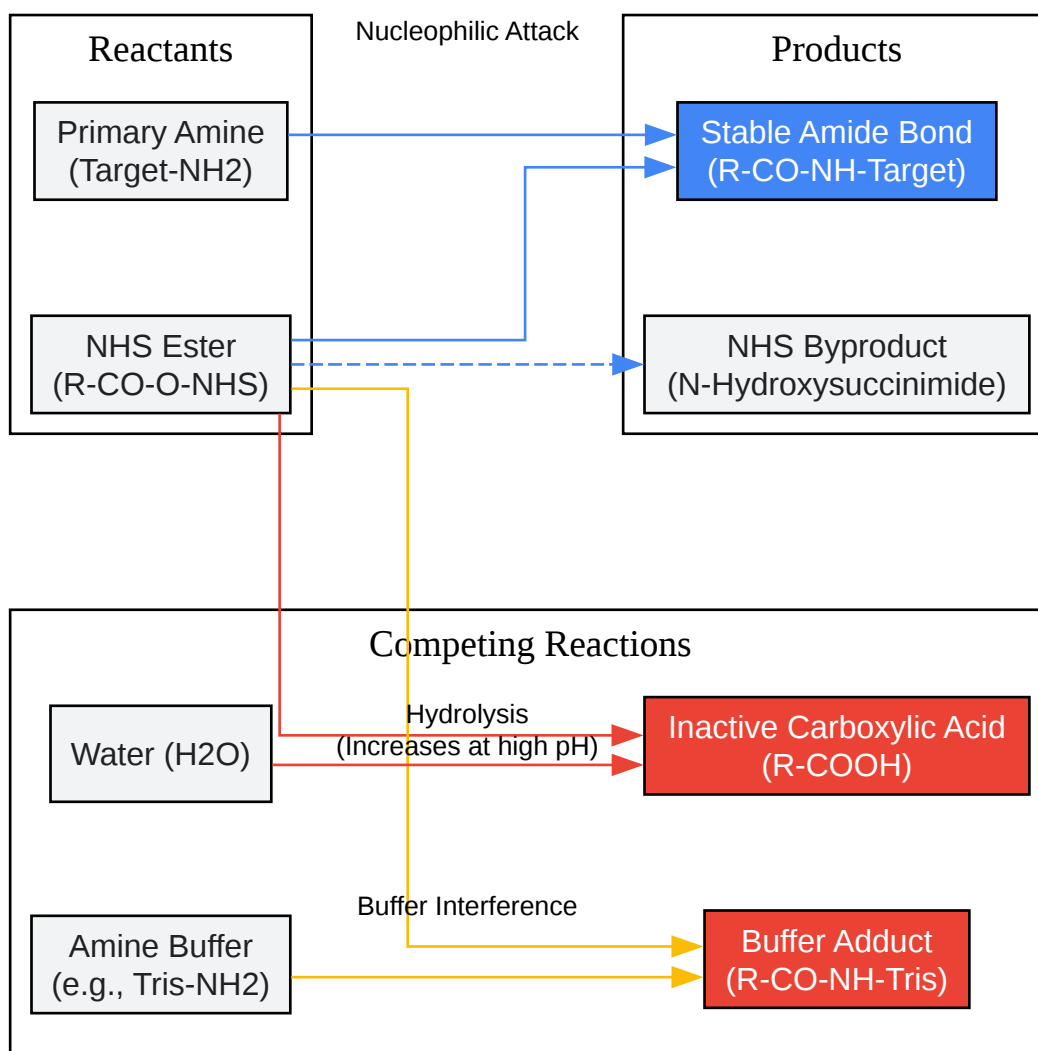 Reactants
Nucleophilic Attack
Products
Primary Amine
(Target-NH2)
Stable Amide Bond
(R-CO-NH-Target)
NHS Ester
(R-CO-O-NHS)
NHS Byproduct
(N-Hydroxysuccinimide)
Competing Reactions
Water (H2O)
Hydrolysis
(Increases at high pH)
Inactive Carboxylic Acid
(R-COOH)
Amine Buffer
(e.g., Tris-NH2)
Buffer Interference
Buffer Adduct
(R-CO-NH-Tris)